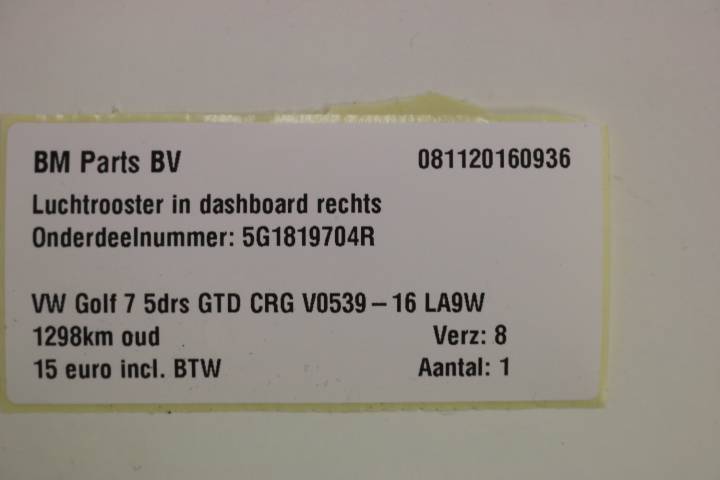 BM Parts BV 081120160936
Luchtrooster in dashboard rechts
Onderdeelnummer: 5G1819704R
VW Golf 7 5drs GTD CRG V0539 – 16 LA9W
1298km oud Verz: 8
15 euro incl. BTW Aantal: 1